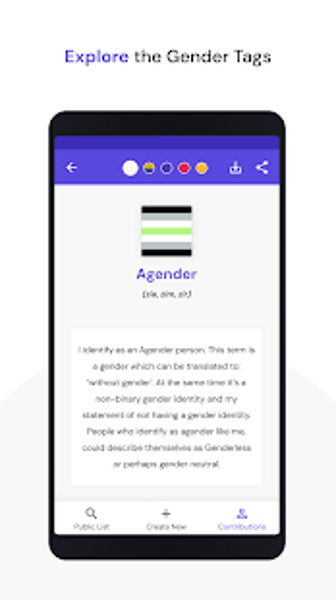 Explore the Gender Tags
Agender
(zie, zim, zir)
I identify as an Agender person. This term is
a gender which can be translated to:
'without gender'. At the same time it's a
non-binary gender identity and my
statement of not having a gender identity.
People who identify as agender like me,
could describe themselves as Genderless
or perhaps gender neutral.
Public List
Create New
Contributions